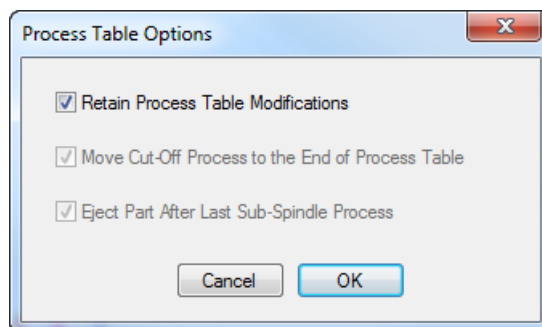 Process Table Options
Retain Process Table Modifications
Move Cut-Off Process to the End of Process Table
Eject Part After Last Sub-Spindle Process
Cancel OK